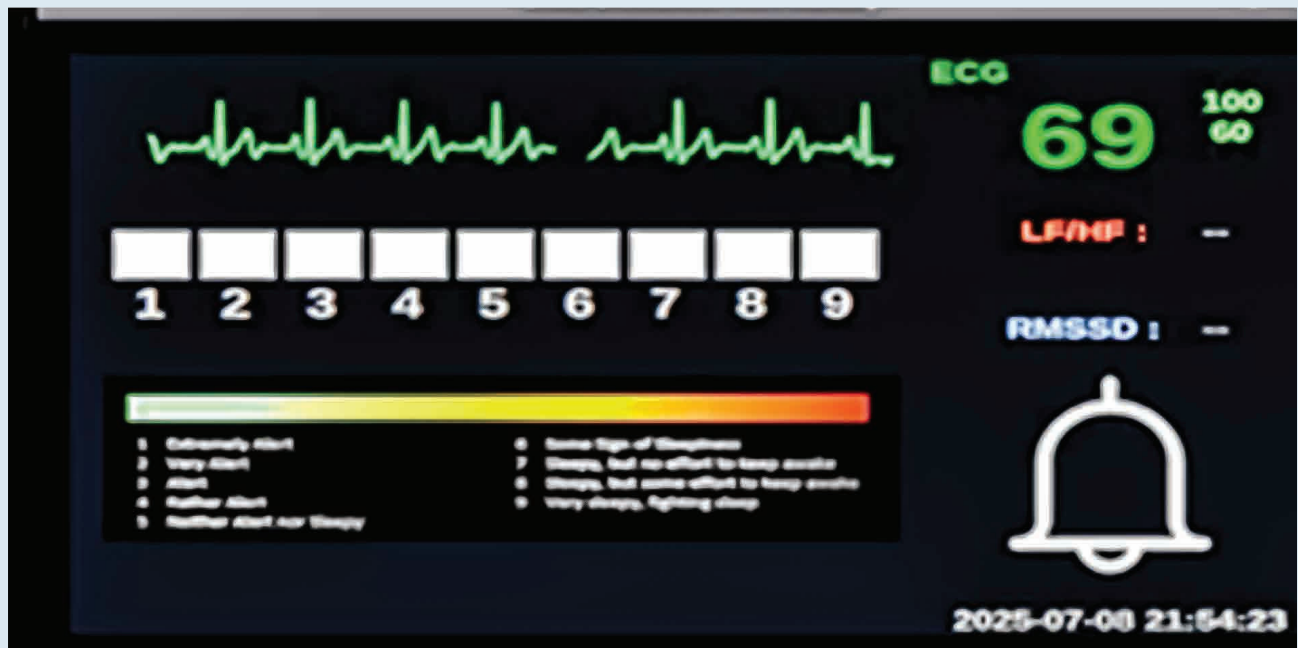 ECG
69
100
60
1 2 3 4 5 6 7 8 9
LF/HF : --
RMSSD : --
1 Extremely Alert
2 Very Alert
3 Alert
4 Rather Alert
5 Neither Alert nor Sleepy
6 Some Sign of Sleepiness
7 Sleepy, but no effort to keep awake
8 Sleepy, but some effort to keep awake
9 Very sleepy, fighting sleep
2025-07-08 21:54:23